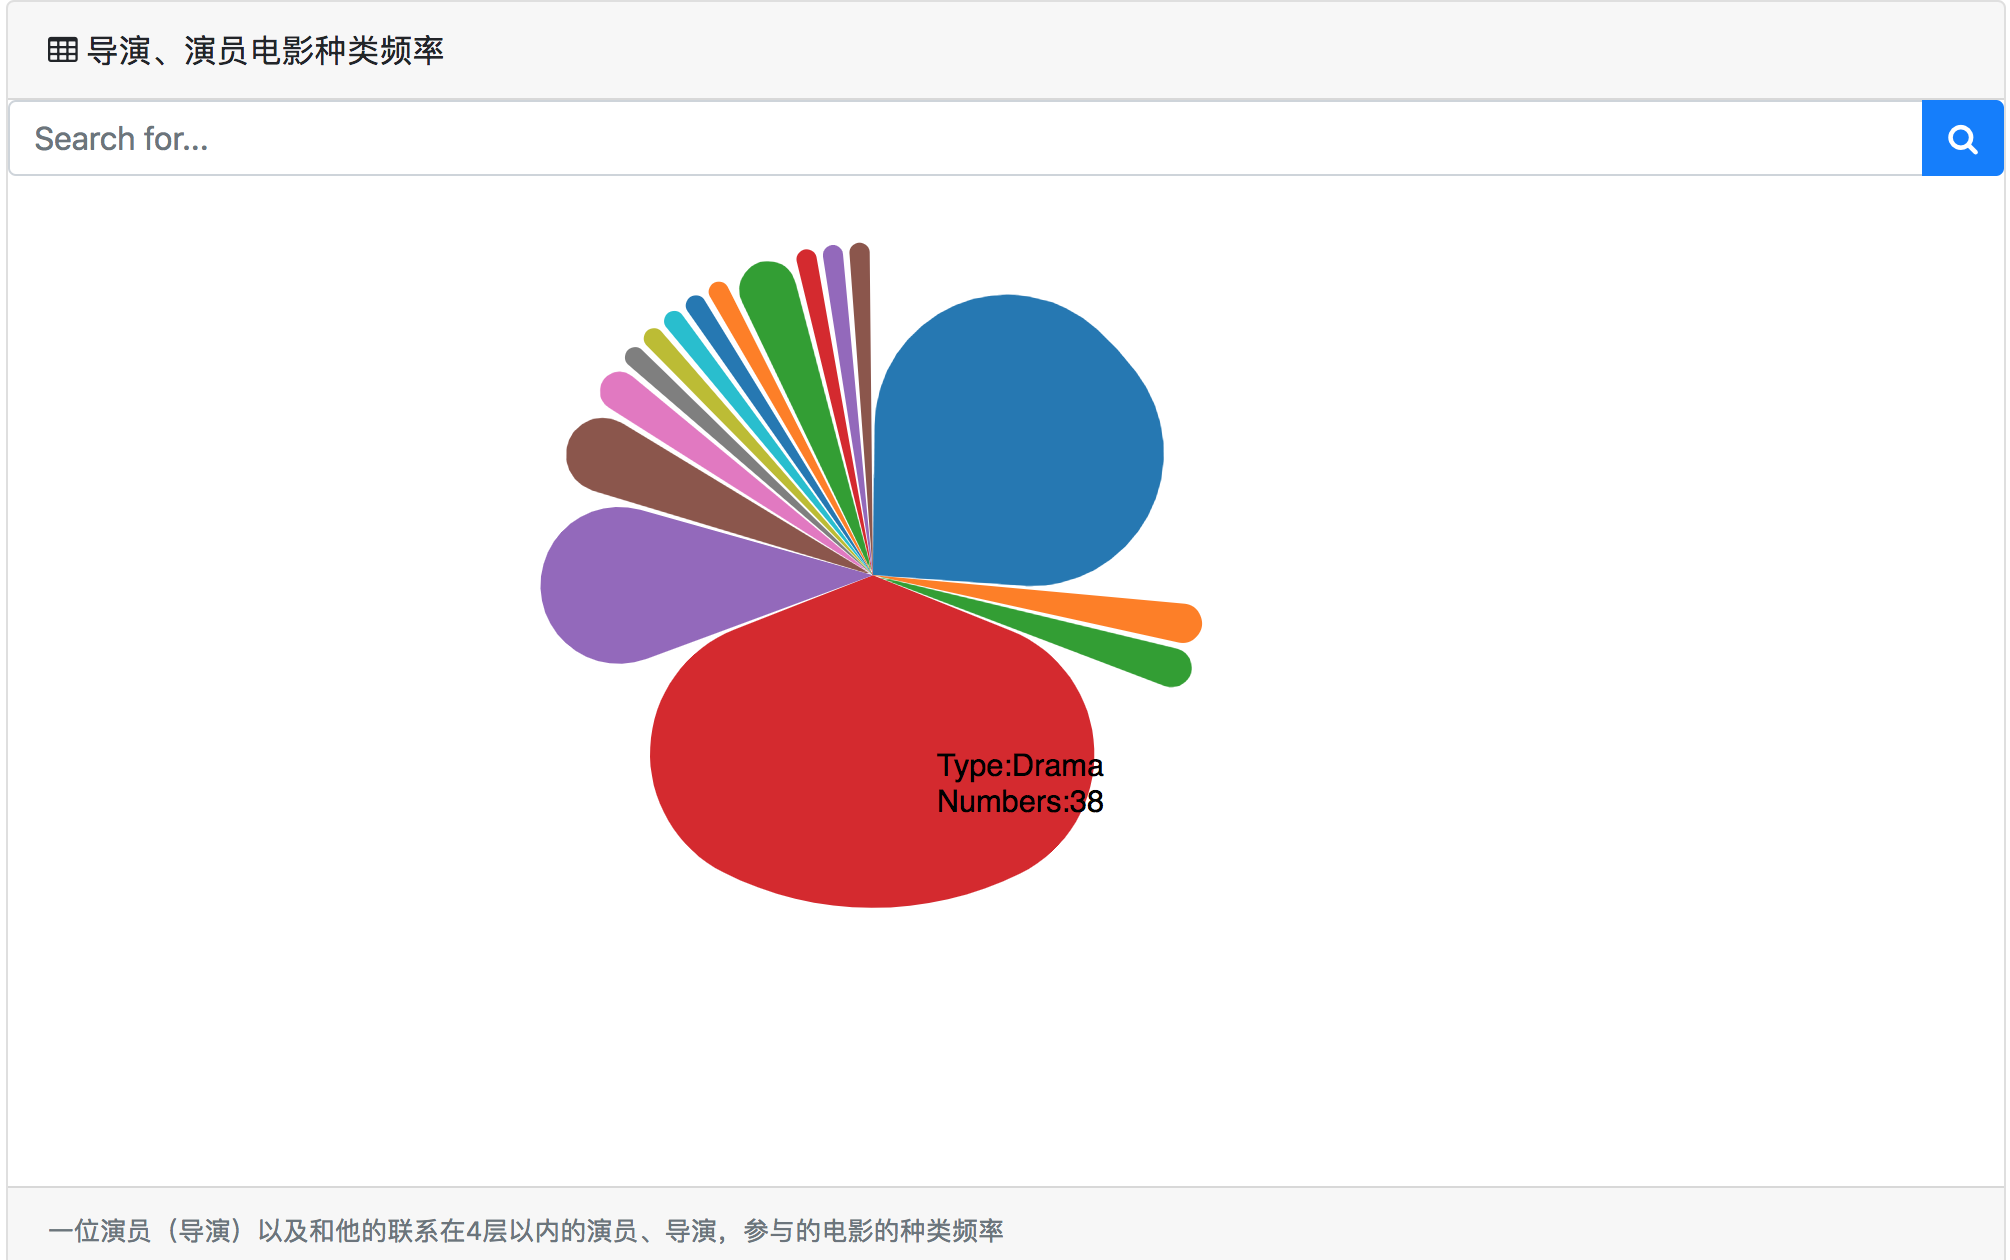 导演、演员电影种类频率
Search for...
Type:Drama
Numbers:38
一位演员（导演）以及和他的联系在4层以内的演员、导演，参与的电影的种类频率